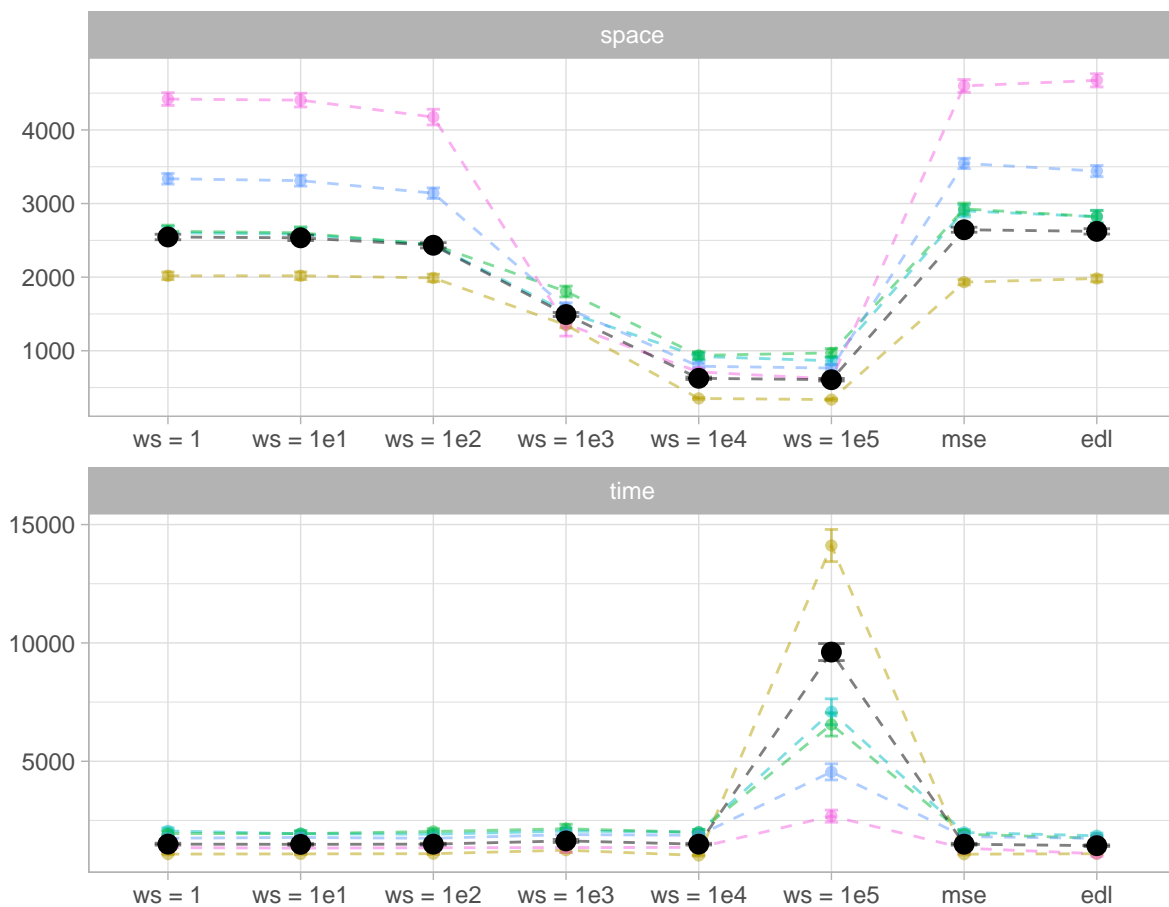 space
4000
3000
2000
1000
ws = 1 ws = 1e1 ws = 1e2 ws = 1e3 ws = 1e4 ws = 1e5 mse edl
time
15000
10000
5000
ws = 1 ws = 1e1 ws = 1e2 ws = 1e3 ws = 1e4 ws = 1e5 mse edl